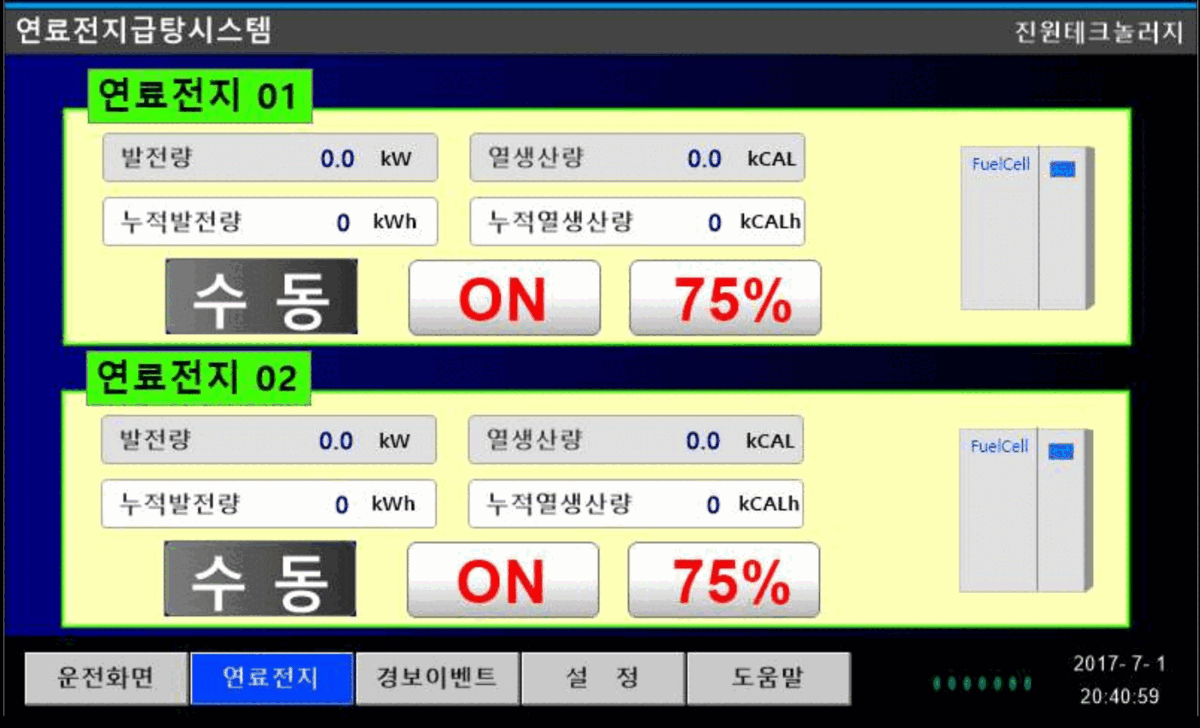 연료전지급탕시스템
진원테크놀러지
연료전지 01
발전량 0.0 kW
열생산량 0.0 kCAL
누적발전량 0 kWh
누적열생산량 0 kCALh
FuelCell
수 동
ON
75%
연료전지 02
발전량 0.0 kW
열생산량 0.0 kCAL
누적발전량 0 kWh
누적열생산량 0 kCALh
FuelCell
수 동
ON
75%
운전화면
연료전지
경보이벤트
설 정
도움말
2017- 7- 1
20:40:59